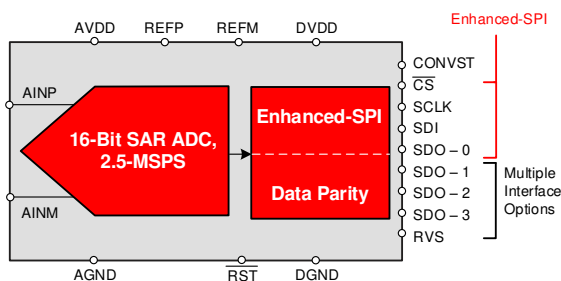 Enhanced-SPI
AVDD REFP REFM DVDD
CONVST
CS
SCLK
SDI
SDO – 0
SDO – 1
SDO – 2
SDO – 3
RVS
Multiple
Interface
Options
AINP
AINM
16-Bit SAR ADC,
2.5-MSPS
Enhanced-SPI
Data Parity
AGND RST DGND